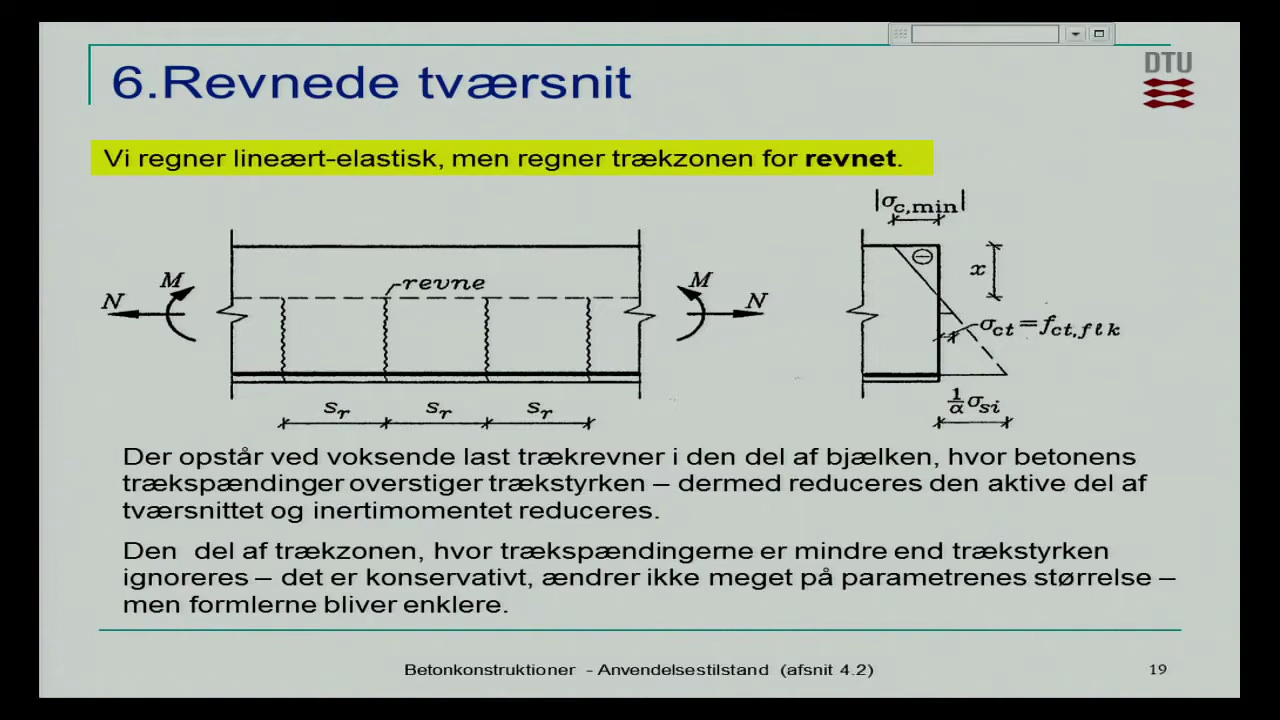 6.Revnede tværsnit
DTU
Vi regner lineært-elastisk, men regner trækzonen for revnet.
|σc,min|
M
revne
M
x
N
N
σct = fct,flk
sr
sr
sr
1/α σsi
Der opstår ved voksende last trækrevner i den del af bjælken, hvor betonens
trækspændinger overstiger trækstyrken – dermed reduceres den aktive del af
tværsnittet og inertimomentet reduceres.
Den del af trækzonen, hvor trækspændingerne er mindre end trækstyrken
ignoreres – det er konservativt, ændrer ikke meget på parametrenes størrelse –
men formlerne bliver enklere.
Betonkonstruktioner - Anvendelsestilstand (afsnit 4.2)
19